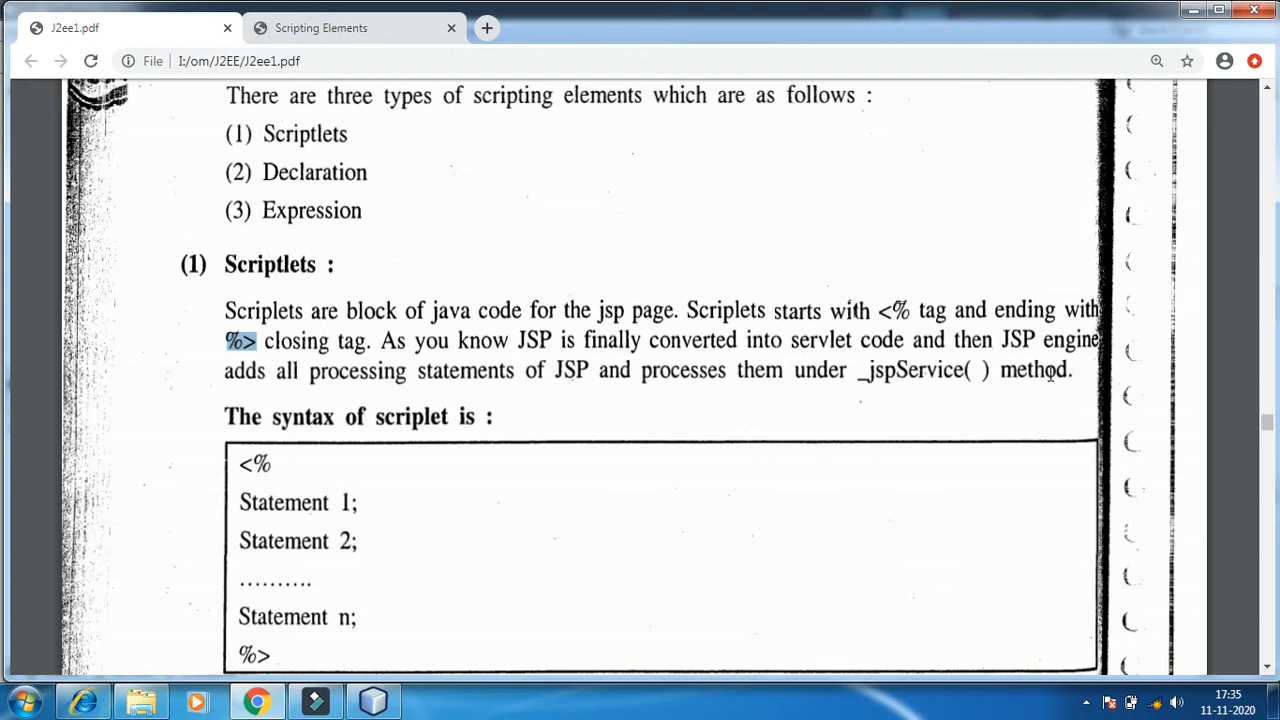 J2ee1.pdf
Scripting Elements
File
I:/om/J2EE/J2ee1.pdf
There are three types of scripting elements which are as follows :
(1) Scriptlets
(2) Declaration
(3) Expression
(1) Scriptlets :
Scriplets are block of java code for the jsp page. Scriplets starts with <% tag and ending with
%> closing tag. As you know JSP is finally converted into servlet code and then JSP engine
adds all processing statements of JSP and processes them under _jspService( ) method.
The syntax of scriplet is :
<%
Statement 1;
Statement 2;
..........
Statement n;
%>
17:35
11-11-2020